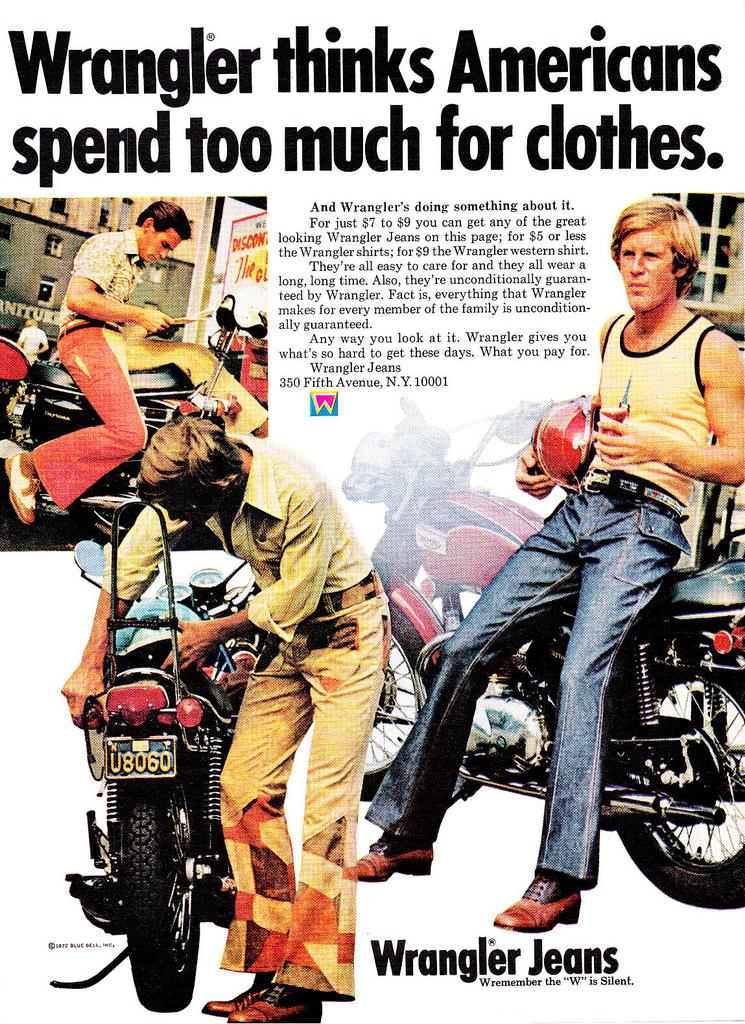 Wrangler® thinks Americans
spend too much for clothes.
And Wrangler's doing something about it.
For just $7 to $9 you can get any of the great
looking Wrangler Jeans on this page; for $5 or less
the Wrangler shirts; for $9 the Wrangler western shirt.
They're all easy to care for and they all wear a
long, long time. Also, they're unconditionally guaran-
teed by Wrangler. Fact is, everything that Wrangler
makes for every member of the family is uncondition-
ally guaranteed.
Any way you look at it. Wrangler gives you
what's so hard to get these days. What you pay for.
Wrangler Jeans
350 Fifth Avenue, N.Y. 10001
W
DISCOUN
The
NITURE
U8060
©1972 BLUE BELL, INC.
Wrangler® Jeans
Wremember the "W" is Silent.